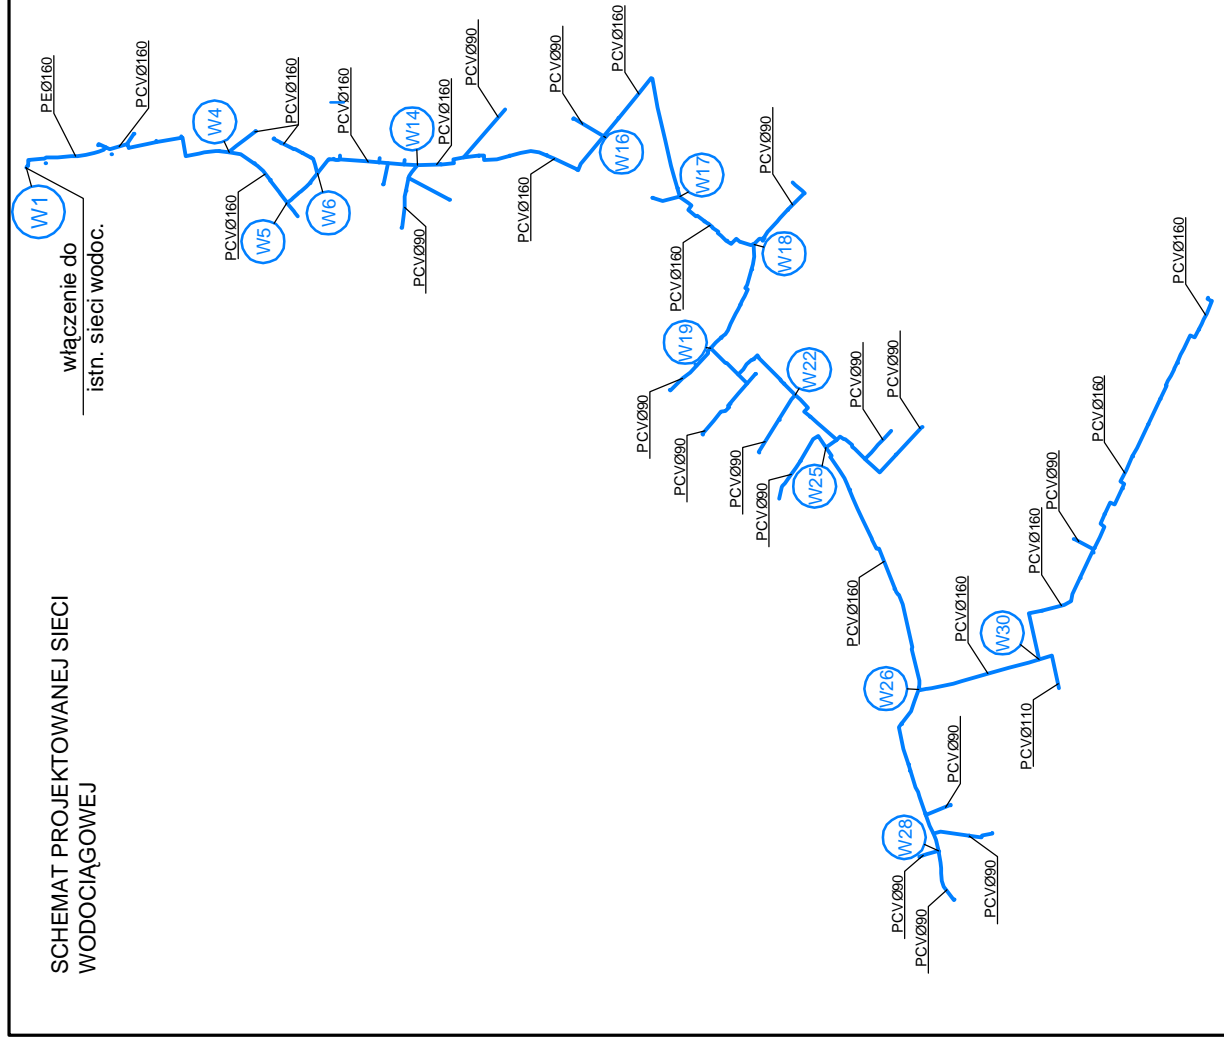 SCHEMAT PROJEKTOWANEJ SIECI
WODOCIĄGOWEJ
włączenie do
istn. sieci wodoc.
W1
PEØ160
PCVØ160
W4
PCVØ160
PCVØ160
W5
W6
PCVØ160
W14
PCVØ160
PCVØ90
PCVØ90
PCVØ160
PCVØ90
W16
PCVØ160
W17
PCVØ160
PCVØ90
W18
W19
PCVØ90
PCVØ90
W22
PCVØ90
PCVØ90
W25
PCVØ90
PCVØ90
PCVØ160
W26
PCVØ160
W30
PCVØ110
PCVØ160
PCVØ90
PCVØ160
PCVØ160
W28
PCVØ90
PCVØ90
PCVØ90
PCVØ90